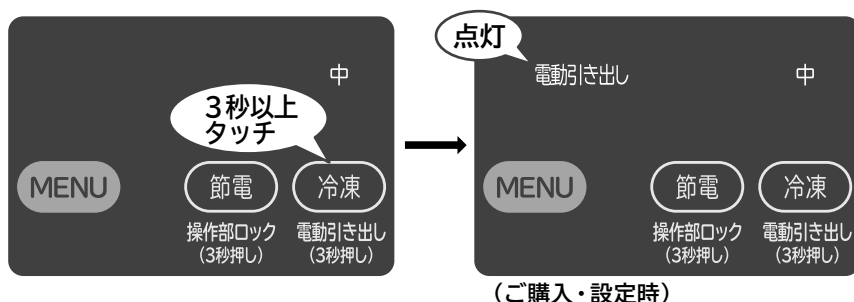 中
3秒以上
タッチ
MENU
節電
冷凍
操作部ロック
(3秒押し)
電動引き出し
(3秒押し)
点灯
電動引き出し
中
MENU
節電
冷凍
操作部ロック
(3秒押し)
電動引き出し
(3秒押し)
(ご購入・設定時)